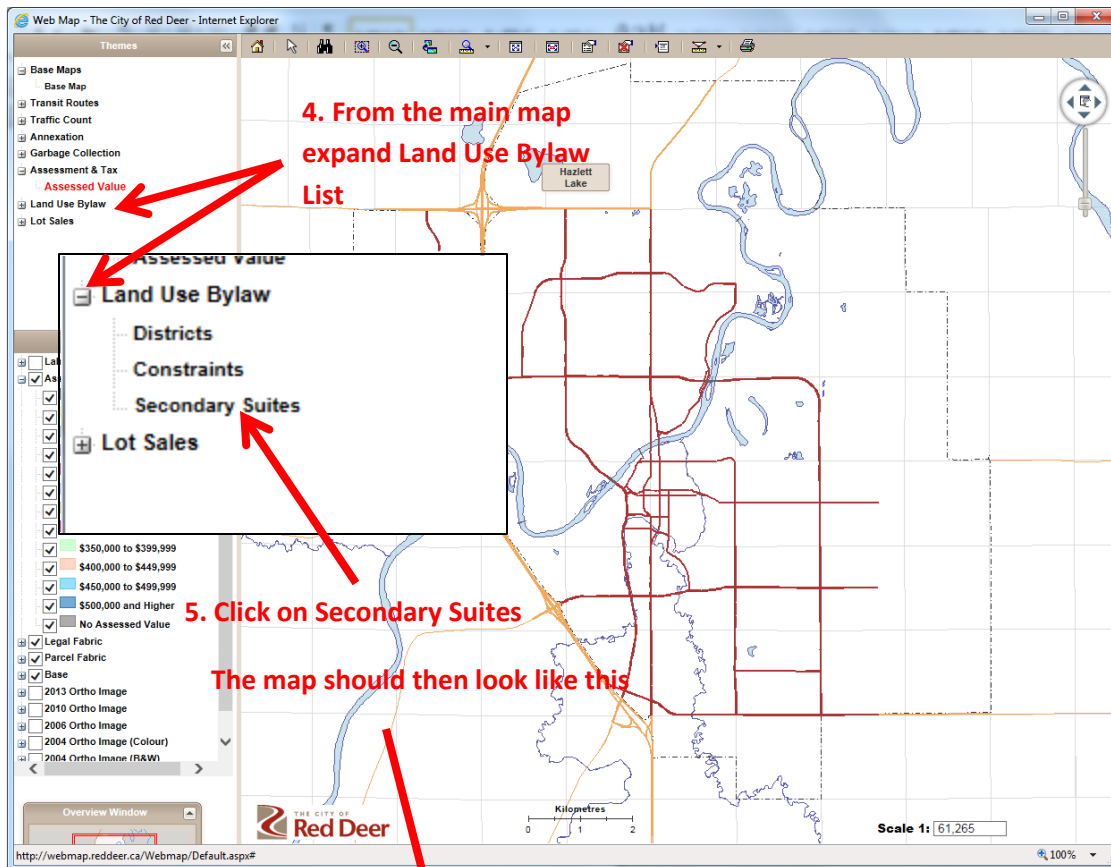 Web Map - The City of Red Deer - Internet Explorer
Themes
Base Maps
Base Map
Transit Routes
Traffic Count
Annexation
Garbage Collection
Assessment & Tax
Assessed Value
Land Use Bylaw
Lot Sales
4. From the main map
expand Land Use Bylaw
List
Hazlett
Lake
Assessed Value
Land Use Bylaw
Districts
Constraints
Secondary Suites
Lot Sales
$350,000 to $399,999
$400,000 to $449,999
$450,000 to $499,999
$500,000 and Higher
No Assessed Value
Legal Fabric
Parcel Fabric
Base
2013 Ortho Image
2010 Ortho Image
2006 Ortho Image
2004 Ortho Image (Colour)
2004 Ortho Image (B&W)
5. Click on Secondary Suites
The map should then look like this
Overview Window
THE CITY OF
Red Deer
Kilometres
0 1 2
Scale 1: 61,265
http://webmap.reddeer.ca/Webmap/Default.aspx#
100%